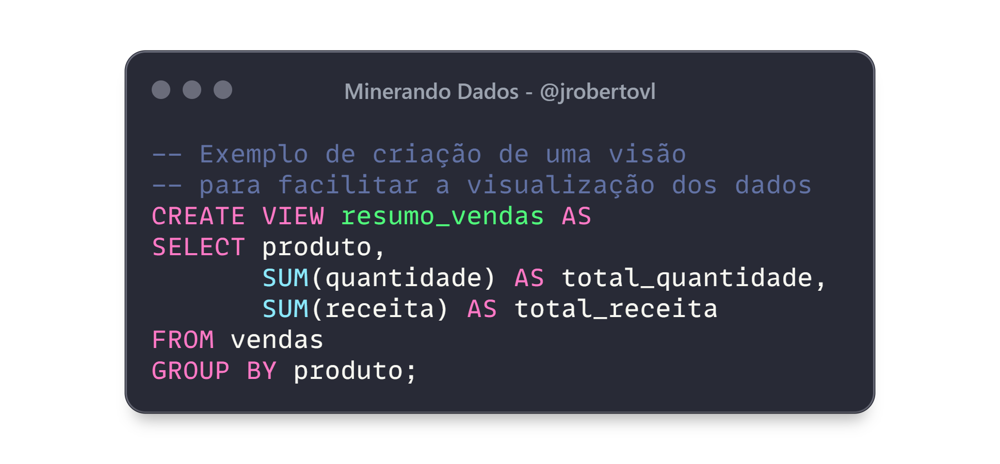 Minerando Dados - @jrobertovl
-- Exemplo de criação de uma visão
-- para facilitar a visualização dos dados
CREATE VIEW resumo_vendas AS
SELECT produto,
       SUM(quantidade) AS total_quantidade,
       SUM(receita) AS total_receita
FROM vendas
GROUP BY produto;